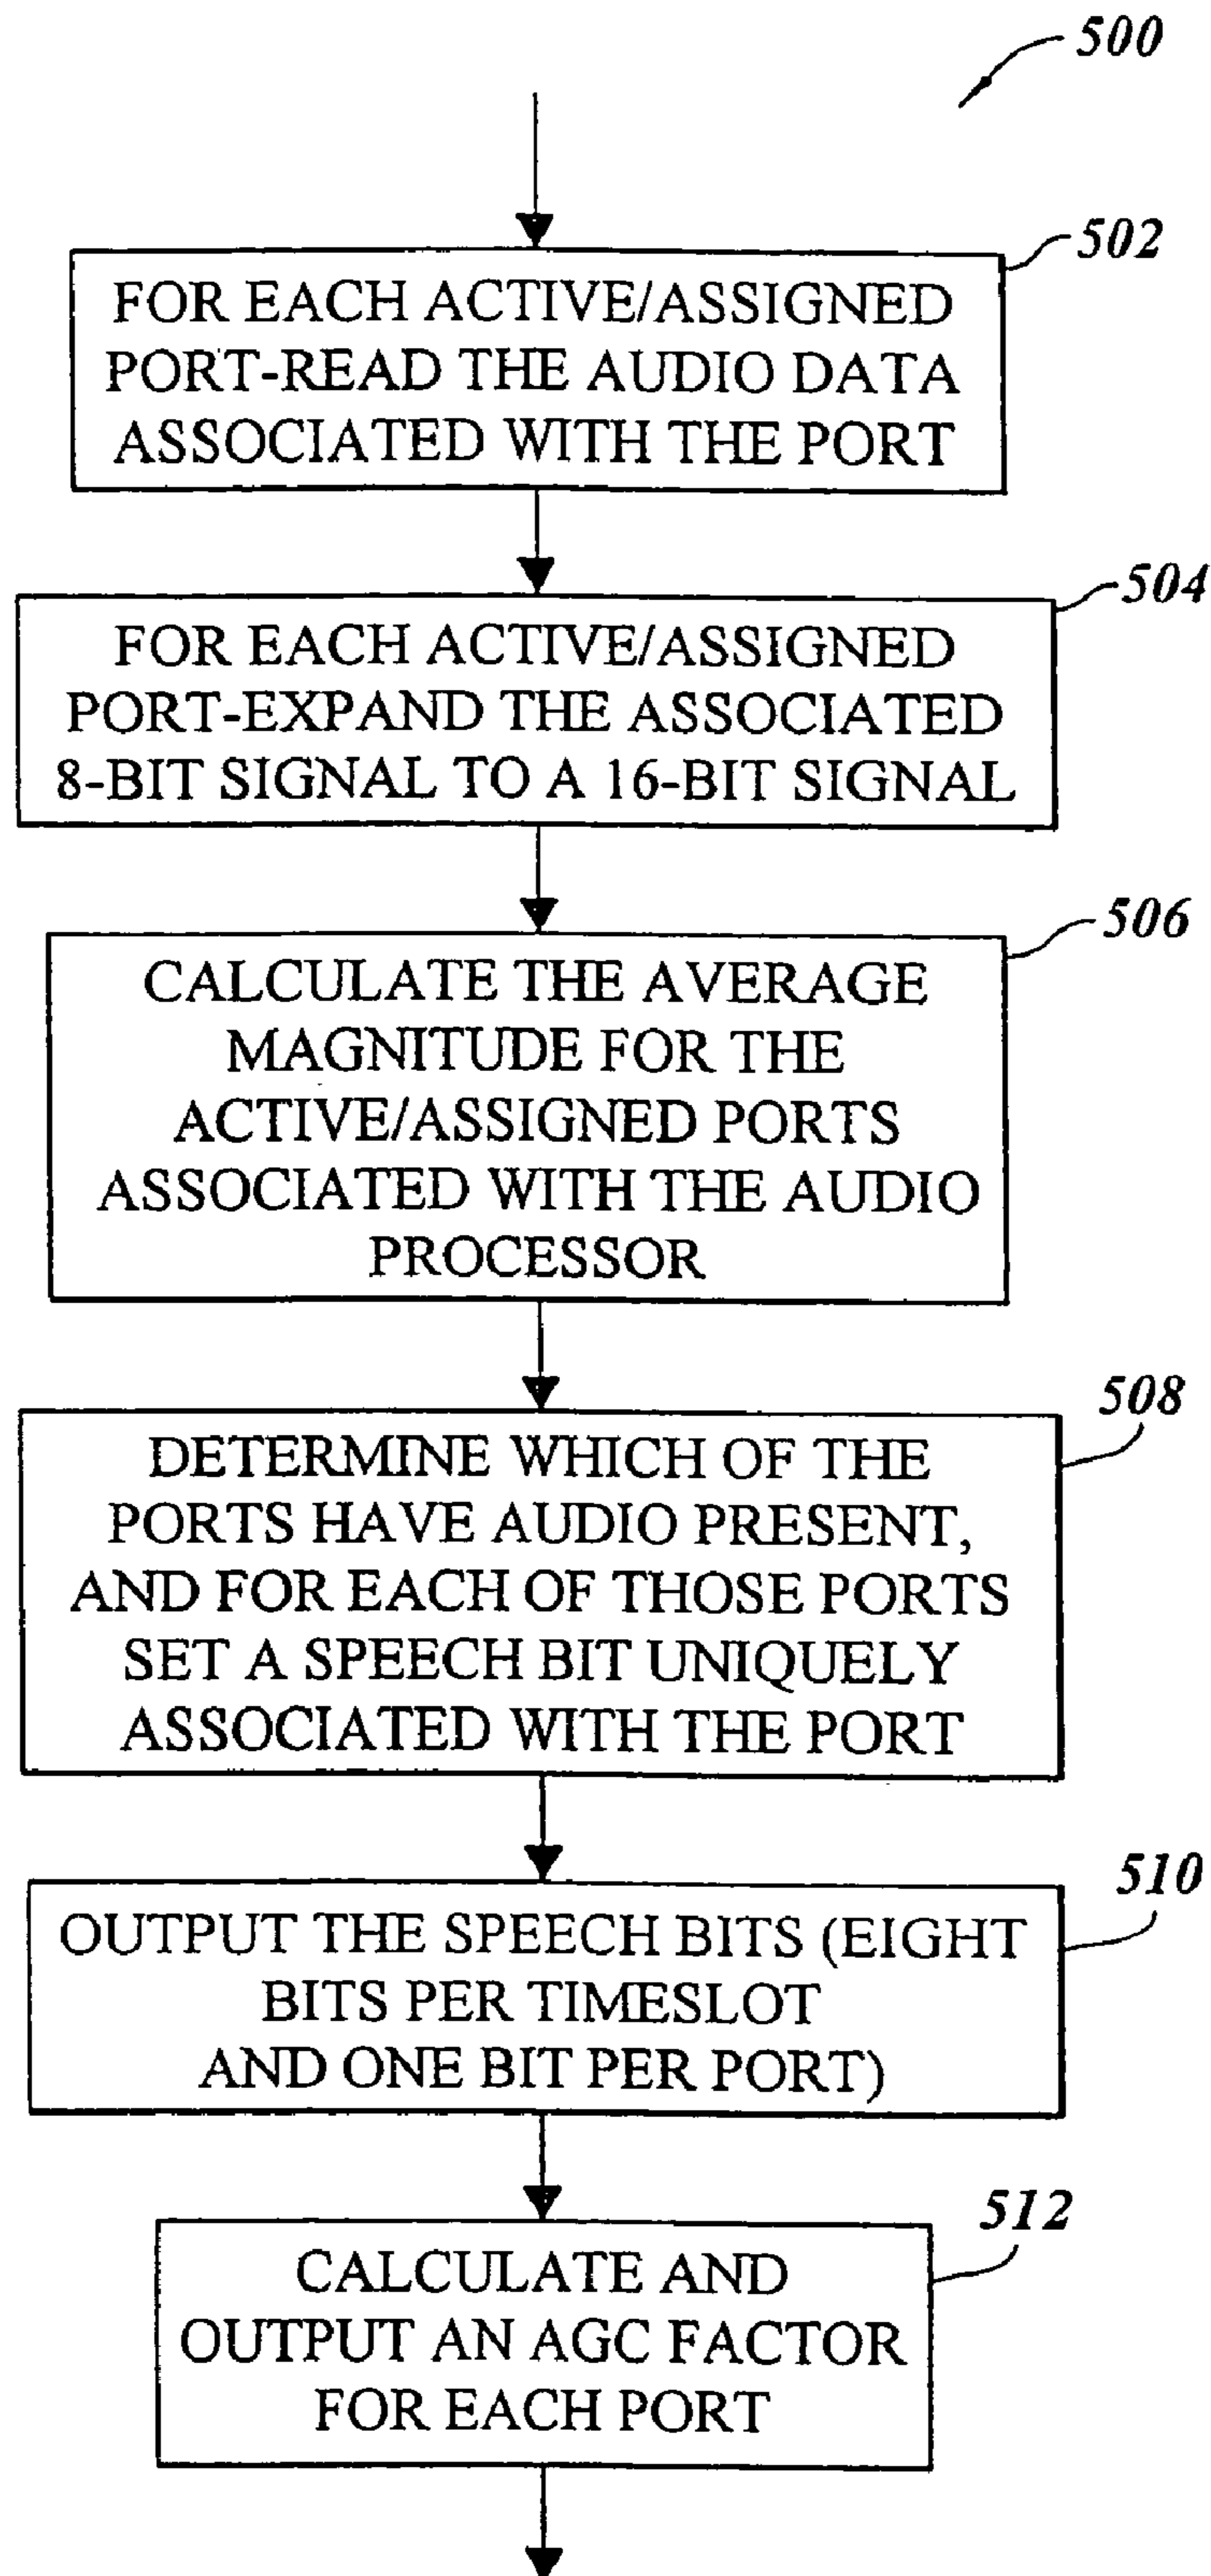 500
502
FOR EACH ACTIVE/ASSIGNED
PORT-READ THE AUDIO DATA
ASSOCIATED WITH THE PORT
504
FOR EACH ACTIVE/ASSIGNED
PORT-EXPAND THE ASSOCIATED
8-BIT SIGNAL TO A 16-BIT SIGNAL
506
CALCULATE THE AVERAGE
MAGNITUDE FOR THE
ACTIVE/ASSIGNED PORTS
ASSOCIATED WITH THE AUDIO
PROCESSOR
508
DETERMINE WHICH OF THE
PORTS HAVE AUDIO PRESENT,
AND FOR EACH OF THOSE PORTS
SET A SPEECH BIT UNIQUELY
ASSOCIATED WITH THE PORT
510
OUTPUT THE SPEECH BITS (EIGHT
BITS PER TIMESLOT
AND ONE BIT PER PORT)
512
CALCULATE AND
OUTPUT AN AGC FACTOR
FOR EACH PORT